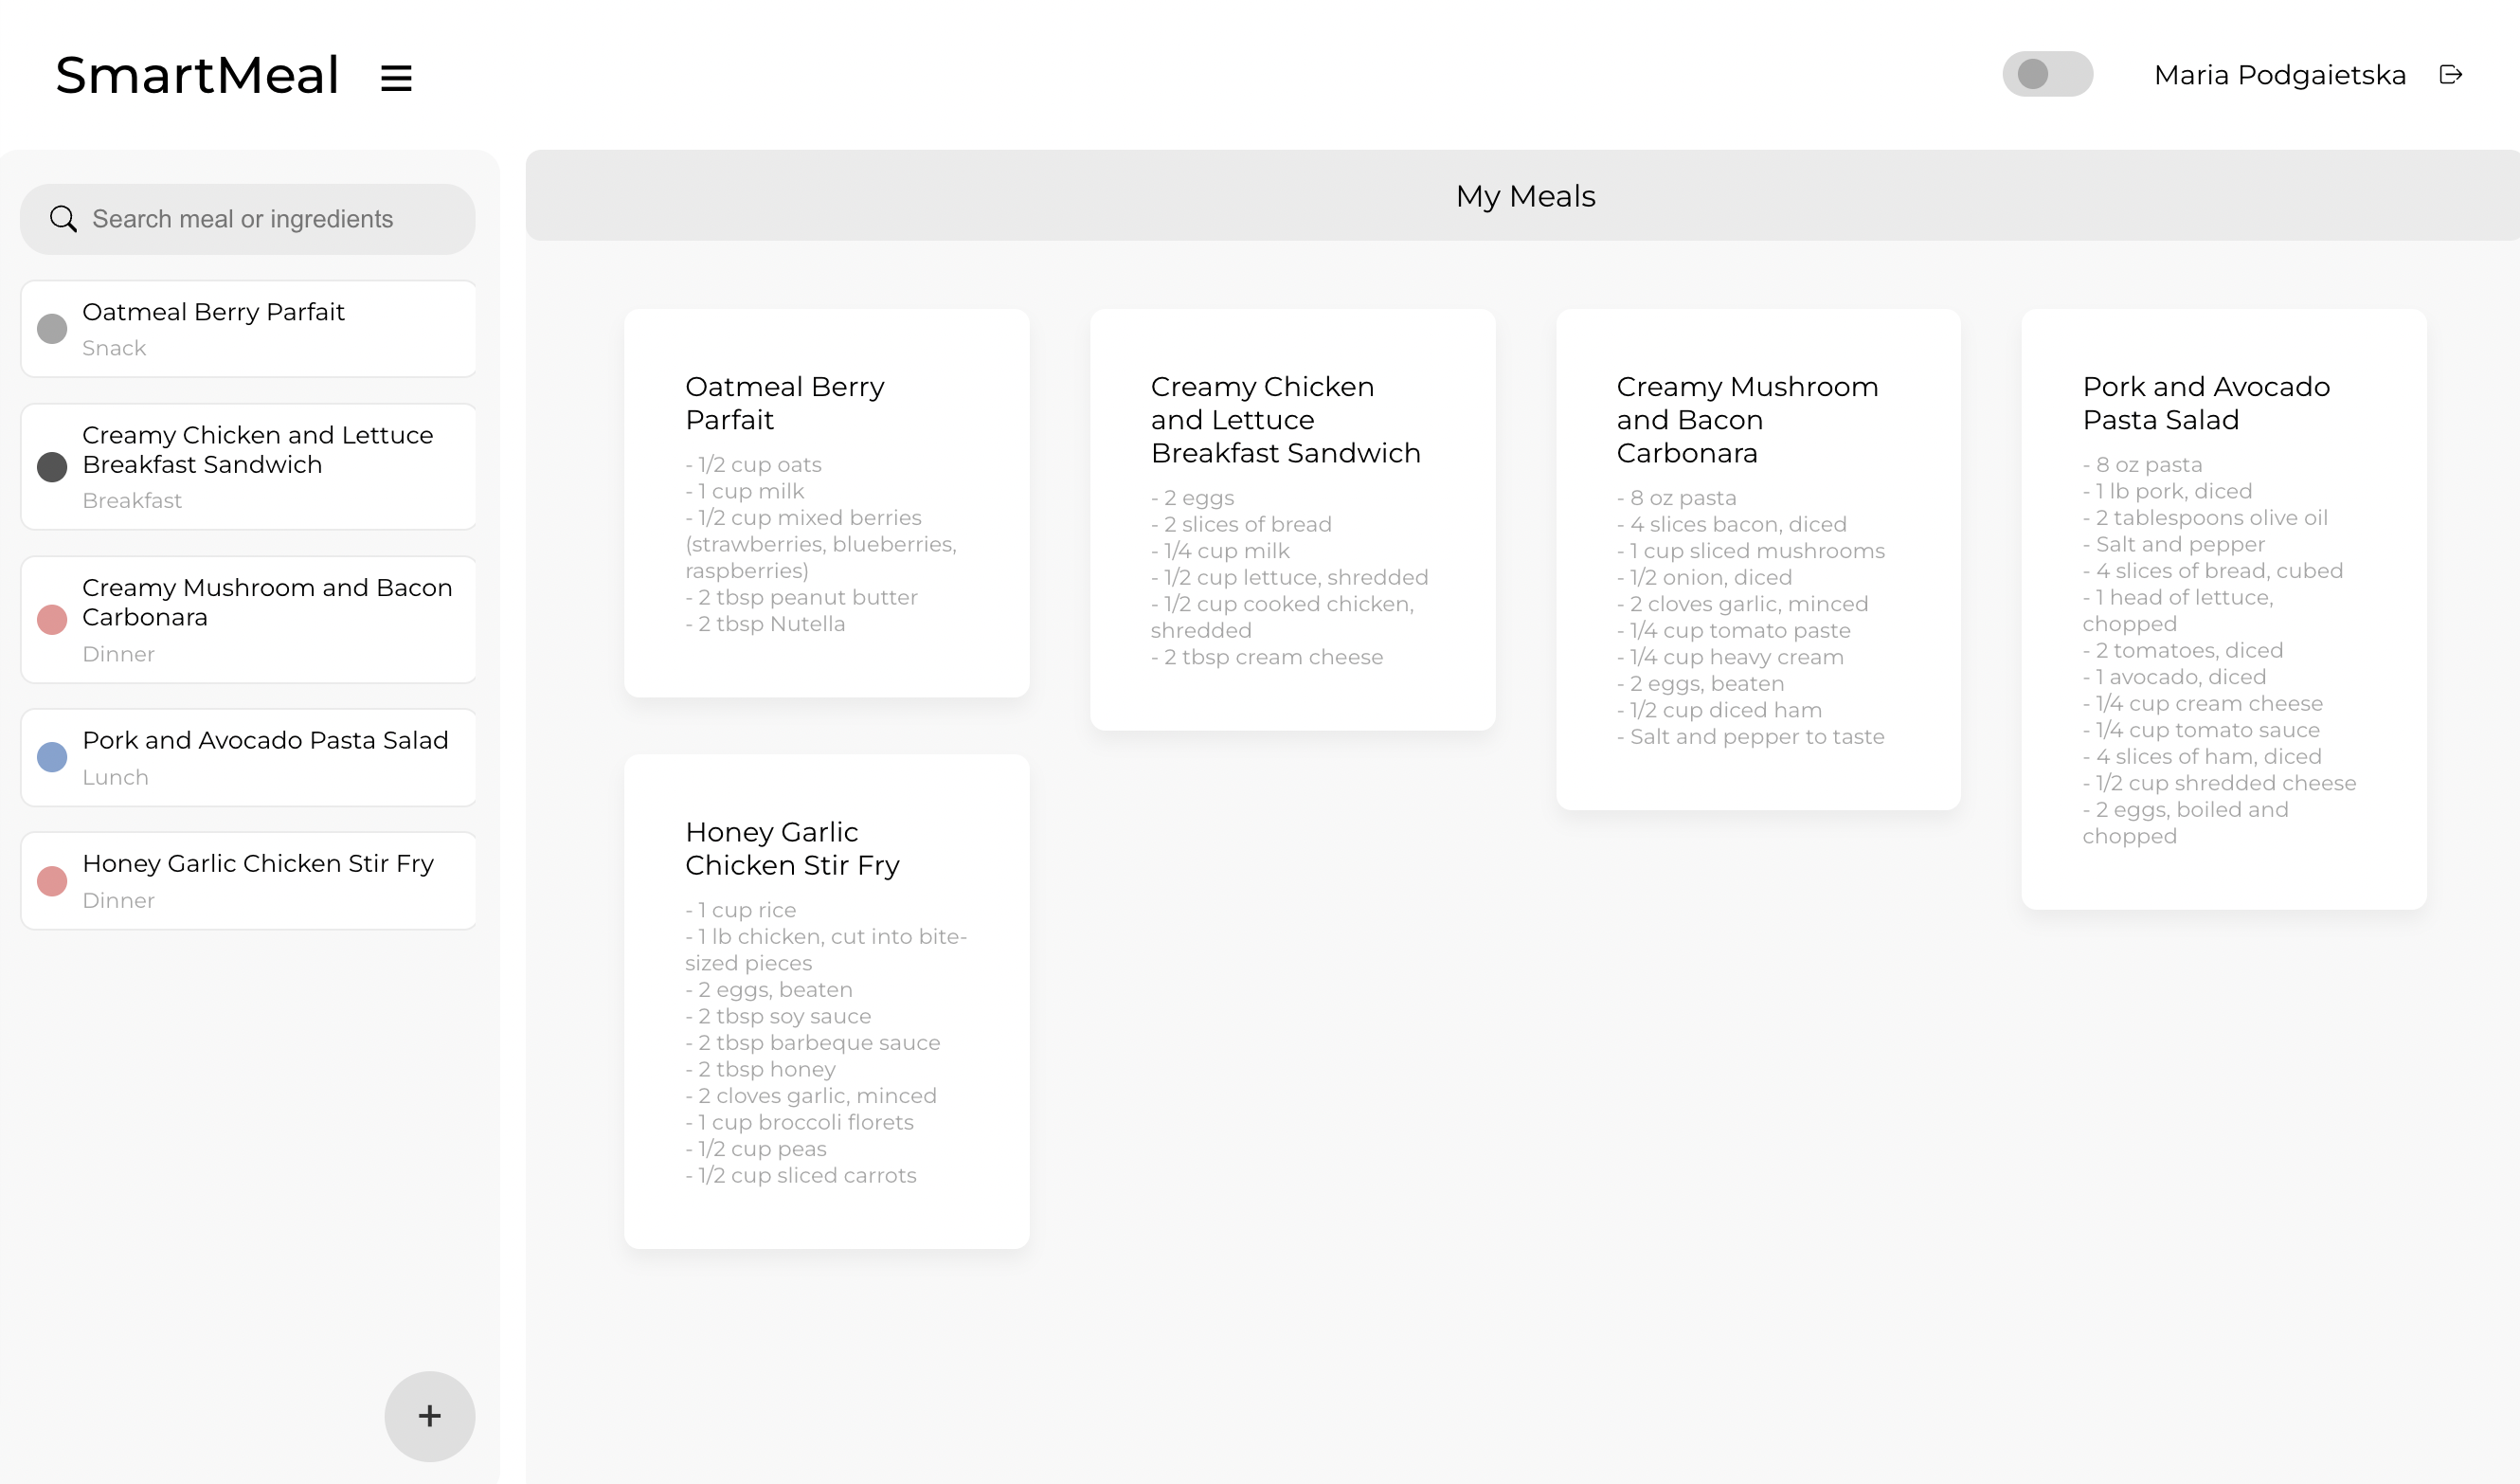 SmartMeal
Maria Podgaietska
Search meal or ingredients
Oatmeal Berry Parfait
Snack
Creamy Chicken and Lettuce
Breakfast Sandwich
Breakfast
Creamy Mushroom and Bacon
Carbonara
Dinner
Pork and Avocado Pasta Salad
Lunch
Honey Garlic Chicken Stir Fry
Dinner
+
My Meals
Oatmeal Berry
Parfait
- 1/2 cup oats
- 1 cup milk
- 1/2 cup mixed berries
(strawberries, blueberries,
raspberries)
- 2 tbsp peanut butter
- 2 tbsp Nutella
Creamy Chicken
and Lettuce
Breakfast Sandwich
- 2 eggs
- 2 slices of bread
- 1/4 cup milk
- 1/2 cup lettuce, shredded
- 1/2 cup cooked chicken,
shredded
- 2 tbsp cream cheese
Creamy Mushroom
and Bacon
Carbonara
- 8 oz pasta
- 4 slices bacon, diced
- 1 cup sliced mushrooms
- 1/2 onion, diced
- 2 cloves garlic, minced
- 1/4 cup tomato paste
- 1/4 cup heavy cream
- 2 eggs, beaten
- 1/2 cup diced ham
- Salt and pepper to taste
Pork and Avocado
Pasta Salad
- 8 oz pasta
- 1 lb pork, diced
- 2 tablespoons olive oil
- Salt and pepper
- 4 slices of bread, cubed
- 1 head of lettuce,
chopped
- 2 tomatoes, diced
- 1 avocado, diced
- 1/4 cup cream cheese
- 1/4 cup tomato sauce
- 4 slices of ham, diced
- 1/2 cup shredded cheese
- 2 eggs, boiled and
chopped
Honey Garlic
Chicken Stir Fry
- 1 cup rice
- 1 lb chicken, cut into bite-
sized pieces
- 2 eggs, beaten
- 2 tbsp soy sauce
- 2 tbsp barbeque sauce
- 2 tbsp honey
- 2 cloves garlic, minced
- 1 cup broccoli florets
- 1/2 cup peas
- 1/2 cup sliced carrots